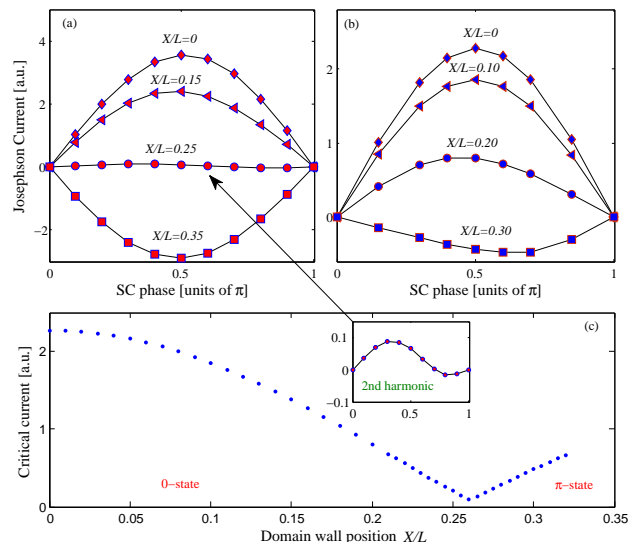 (a)
X/L=0
X/L=0.15
X/L=0.25
X/L=0.35
4
2
0
−2
0
0.5
1
Josephson Current [a.u.]
SC phase [units of π]
(b)
X/L=0
X/L=0.10
X/L=0.20
X/L=0.30
1
0
0
0.5
1
SC phase [units of π]
(c)
2
1
0
0
0.05
0.1
0.15
0.2
0.25
0.3
0.35
Critical current [a.u.]
0−state
π−state
0.1
0
−0.1
2nd harmonic
0
0.5
1
Domain wall position X/L